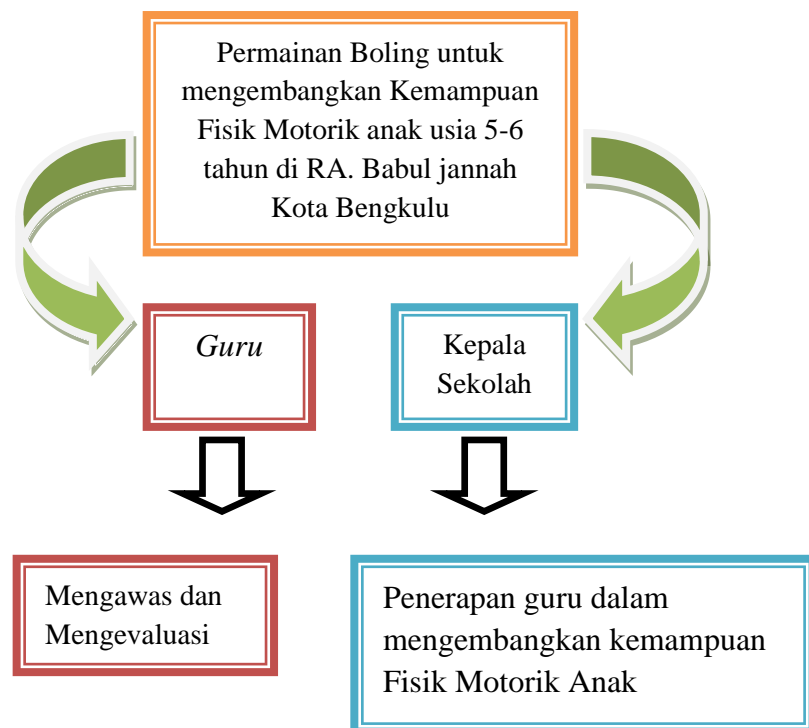 Permainan Boling untuk
mengembangkan Kemampuan
Fisik Motorik anak usia 5-6
tahun di RA. Babul jannah
Kota Bengkulu
Guru
Kepala
Sekolah
Mengawas dan
Mengevaluasi
Penerapan guru dalam
mengembangkan kemampuan
Fisik Motorik Anak